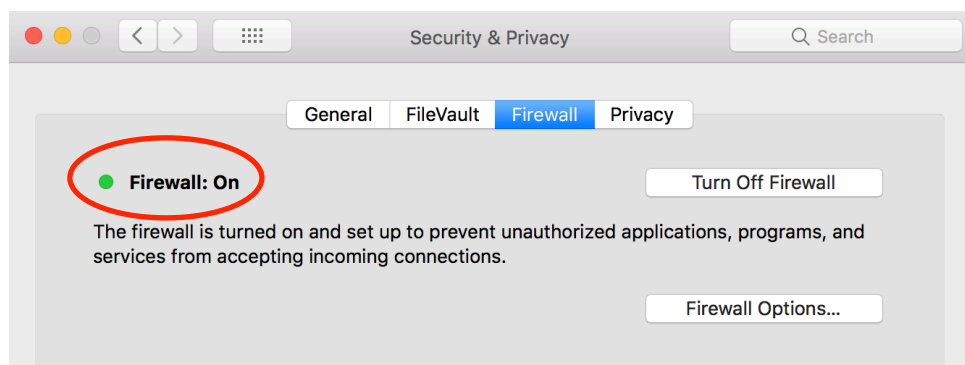 Security & Privacy
Search
General FileVault Firewall Privacy
Firewall: On
Turn Off Firewall
The firewall is turned on and set up to prevent unauthorized applications, programs, and
services from accepting incoming connections.
Firewall Options...